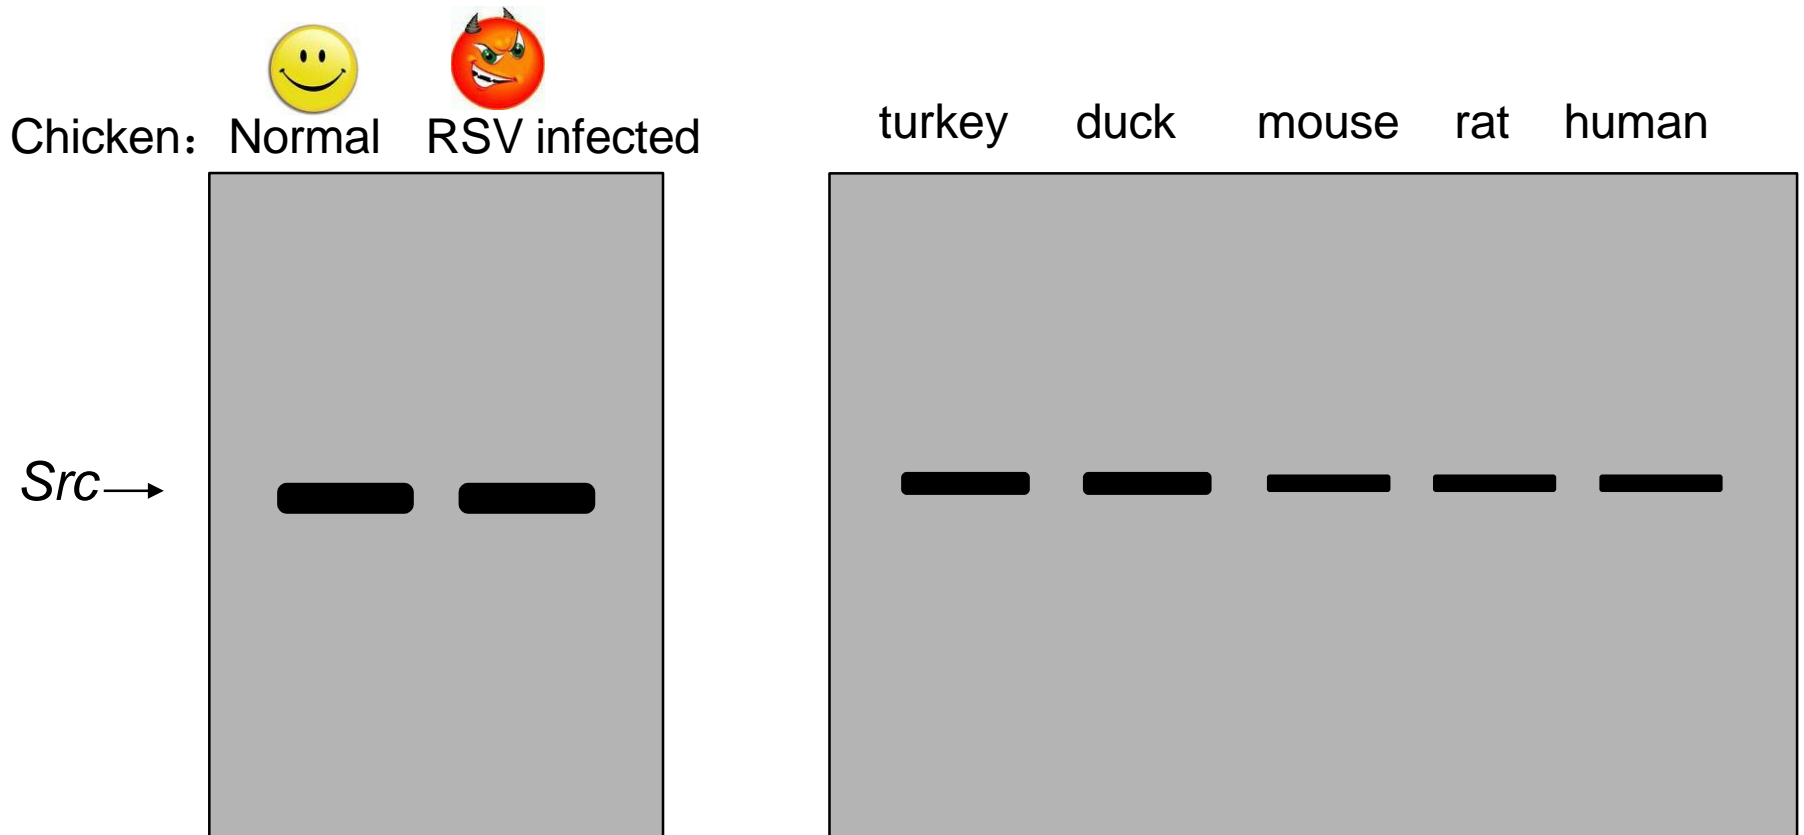 Chicken： Normal RSV infected
turkey duck mouse rat human
Src